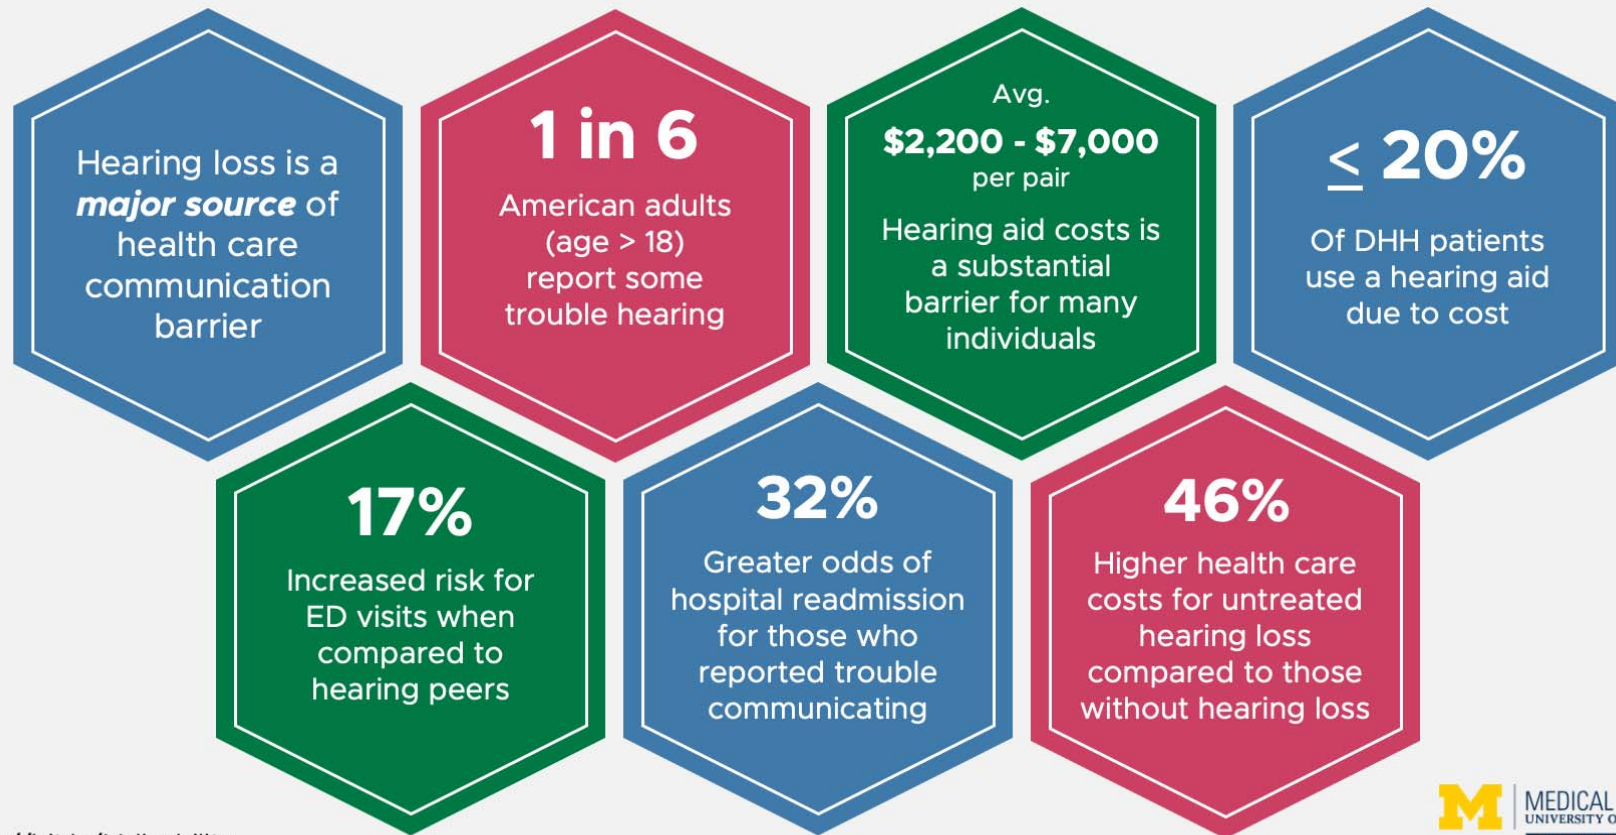 Hearing loss is a
major source of
health care
communication
barrier
1 in 6
American adults
(age > 18)
report some
trouble hearing
Avg.
$2,200 - $7,000
per pair
Hearing aid costs is
a substantial
barrier for many
individuals
≤ 20%
Of DHH patients
use a hearing aid
due to cost
17%
Increased risk for
ED visits when
compared to
hearing peers
32%
Greater odds of
hospital readmission
for those who
reported trouble
communicating
46%
Higher health care
costs for untreated
hearing loss
compared to those
without hearing loss
M
MEDICAL
UNIVERSITY O